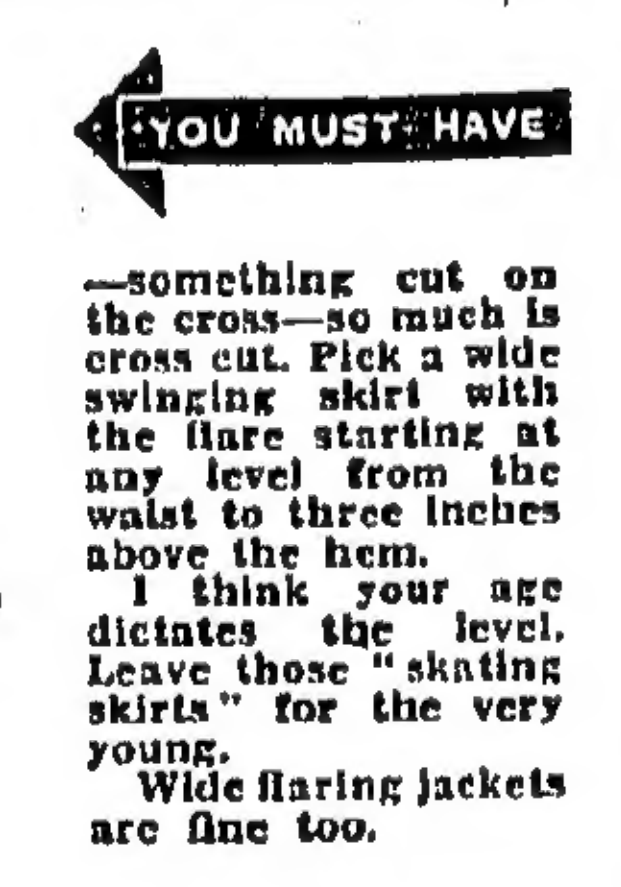 YOU MUST HAVE
—something cut on
the cross—so much is
cross cut. Pick a wide
swinging skirt with
the flare starting at
any level from the
waist to three inches
above the hem.
I think your age
dictates the level.
Leave those "skating
skirts" for the very
young.
Wide flaring jackets
are fine too.